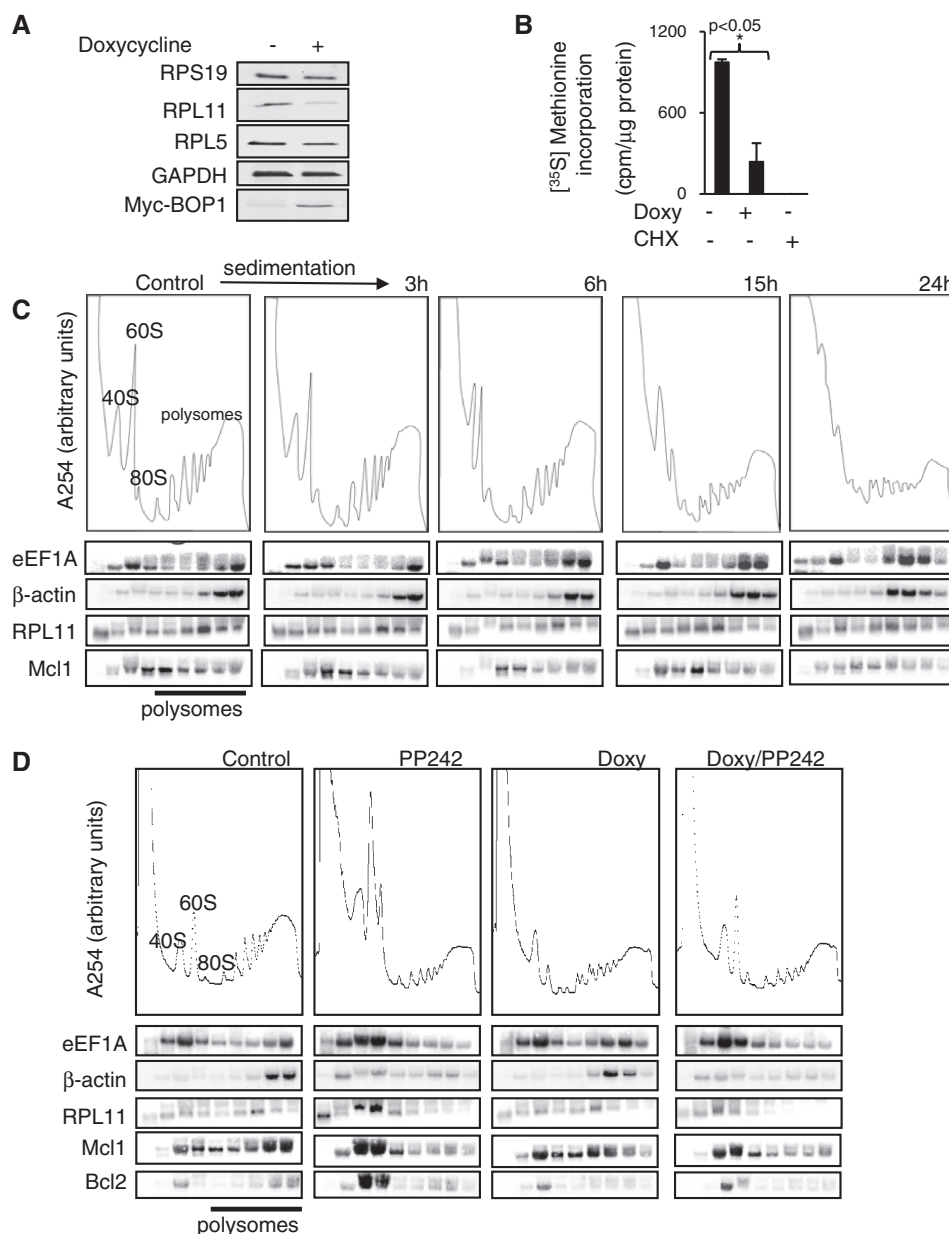 A
Doxycycline - +
RPS19
RPL11
RPL5
GAPDH
Myc-BOP1
B
p<0.05
*
[35S] Methionine
incorporation
(cpm/µg protein)
1200
600
0
Doxy - + -
CHX - - +
C
sedimentation
Control 3h 6h 15h 24h
A254 (arbitrary units)
60S
40S
80S
polysomes
eEF1A
β-actin
RPL11
Mcl1
polysomes
D
Control PP242 Doxy Doxy/PP242
A254 (arbitrary units)
60S
40S
80S
eEF1A
β-actin
RPL11
Mcl1
Bcl2
polysomes